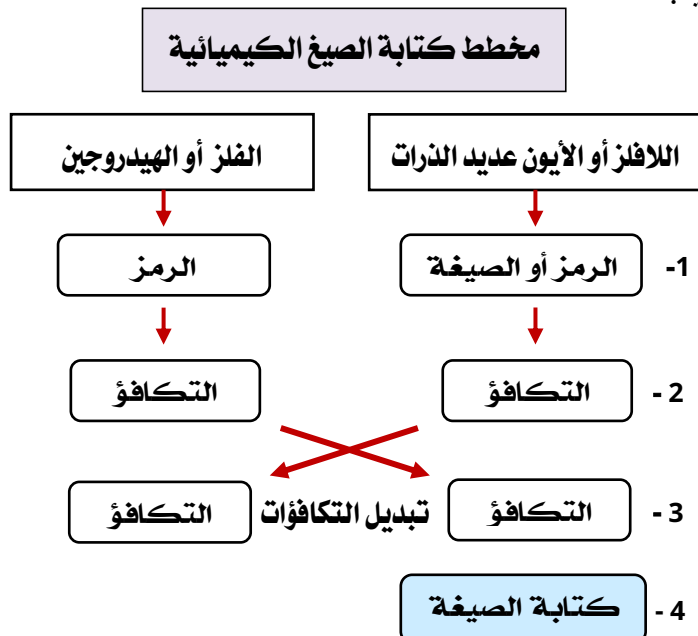 مخطط كتابة الصيغ الكيميائية
اللافلز أو الأيون عديد الذرات
الفلز أو الهيدروجين
1- الرمز أو الصيغة
الرمز
2 - التكافؤ
التكافؤ
3 - التكافؤ
تبديل التكافؤات
التكافؤ
4 - كتابة الصيغة